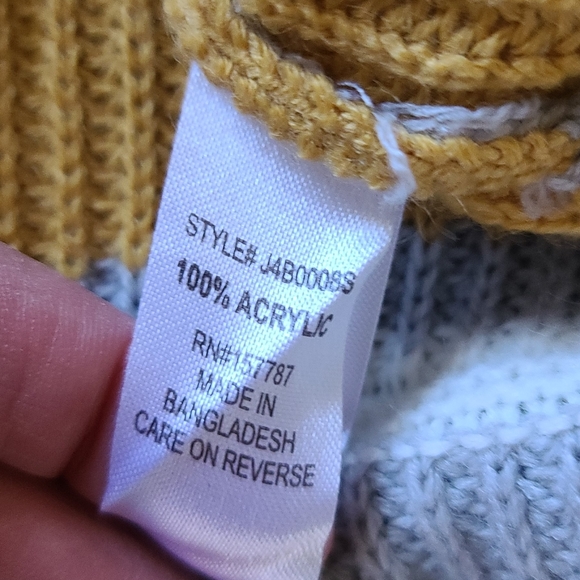 STYLE# J4B0008S
100% ACRYLIC
RN#157787
MADE IN
BANGLADESH
CARE ON REVERSE